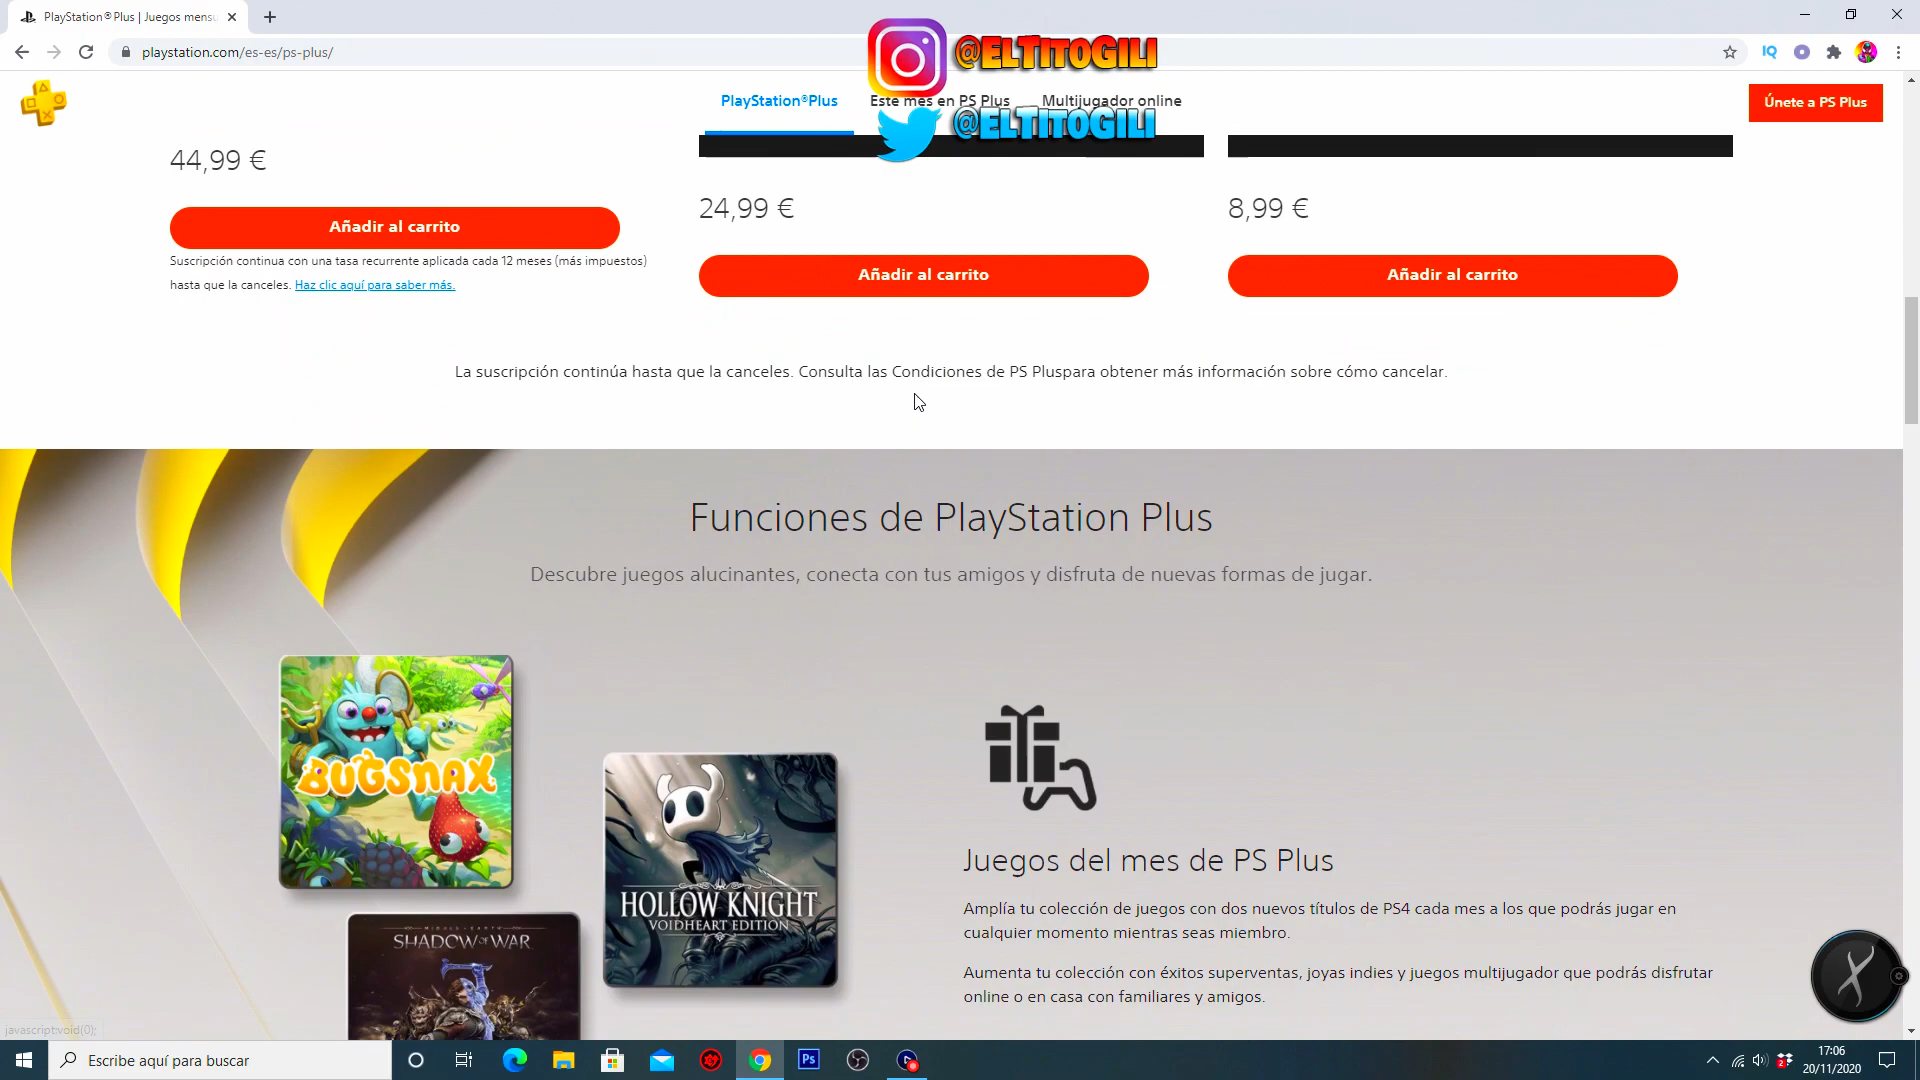 PlayStation®Plus | Juegos mensu
playstation.com/es-es/ps-plus/
IQ
@ELTITOGILI
@ELTITOGILI
PlayStation®Plus
Este mes en PS Plus
Multijugador online
Únete a PS Plus
44,99 €
24,99 €
8,99 €
Añadir al carrito
Añadir al carrito
Añadir al carrito
Suscripción continua con una tasa recurrente aplicada cada 12 meses (más impuestos)
hasta que la canceles. Haz clic aquí para saber más.
La suscripción continúa hasta que la canceles. Consulta las Condiciones de PS Pluspara obtener más información sobre cómo cancelar.
Funciones de PlayStation Plus
Descubre juegos alucinantes, conecta con tus amigos y disfruta de nuevas formas de jugar.
BUGSNAX
HOLLOW KNIGHT
VOIDHEART EDITION
MIDDLE-EARTH
SHADOW OF WAR
Juegos del mes de PS Plus
Amplía tu colección de juegos con dos nuevos títulos de PS4 cada mes a los que podrás jugar en
cualquier momento mientras seas miembro.
Aumenta tu colección con éxitos superventas, joyas indies y juegos multijugador que podrás disfrutar
online o en casa con familiares y amigos.
javascript:void(0);
Escribe aquí para buscar
Ps
2
17:06
20/11/2020